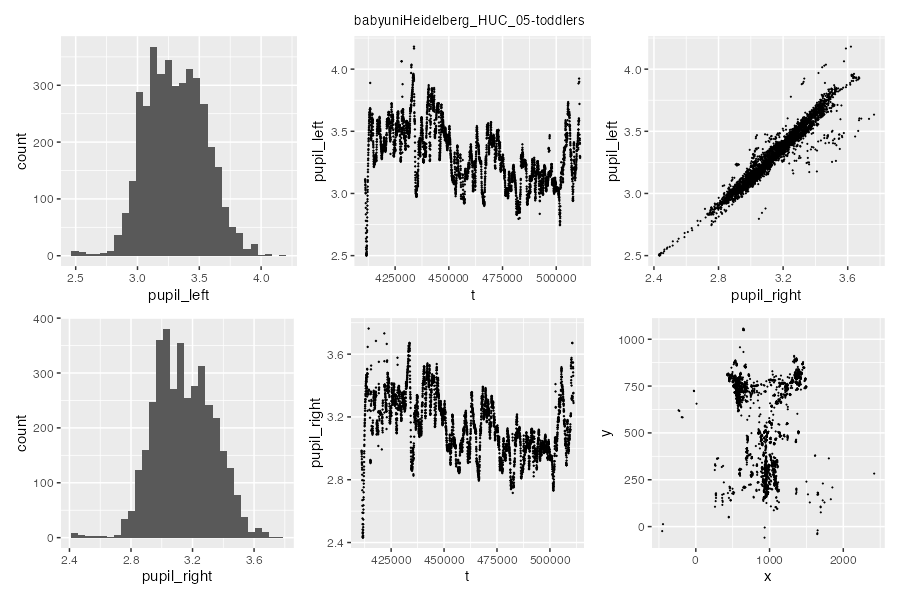 babyuniHeidelberg_HUC_05-toddlers
count
300
200
100
0
2.5 3.0 3.5 4.0
pupil_left
pupil_left
4.0
3.5
3.0
2.5
425000 450000 475000 500000
t
pupil_left
4.0
3.5
3.0
2.5
2.4 2.8 3.2 3.6
pupil_right
count
400
300
200
100
0
2.4 2.8 3.2 3.6
pupil_right
pupil_right
3.6
3.2
2.8
2.4
425000 450000 475000 500000
t
y
1000
750
500
250
0
0 1000 2000
x